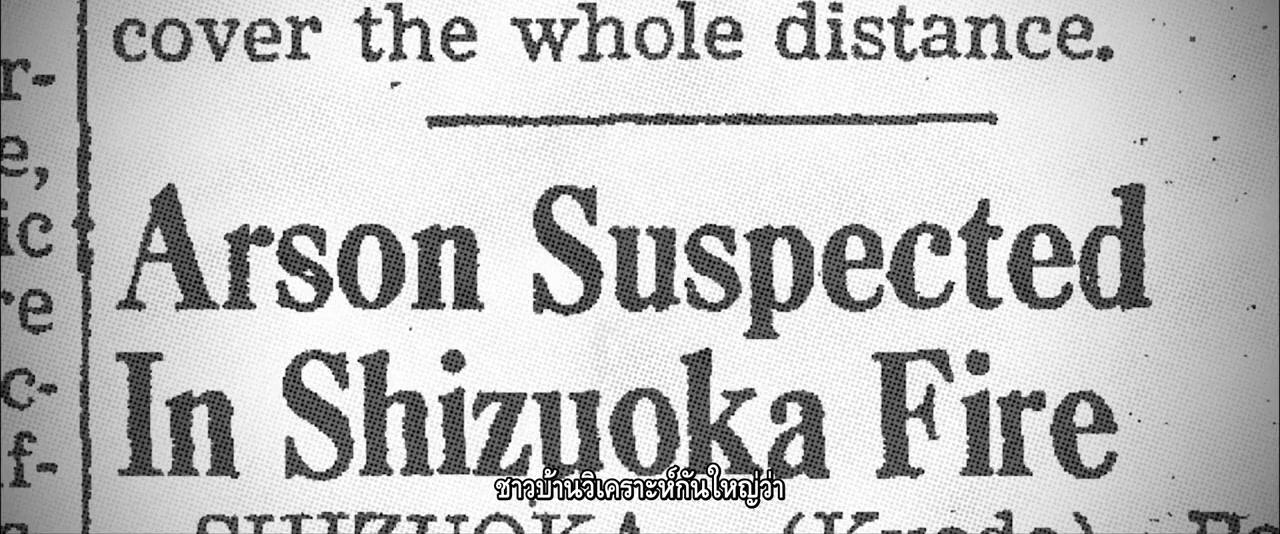 cover the whole distance.
r-
e,
ic
re
c-
f-
Arson Suspected
In Shizuoka Fire
ชาวบ้านวิเคราะห์กันใหญ่ว่า
SHIZUOKA (Kyodo)